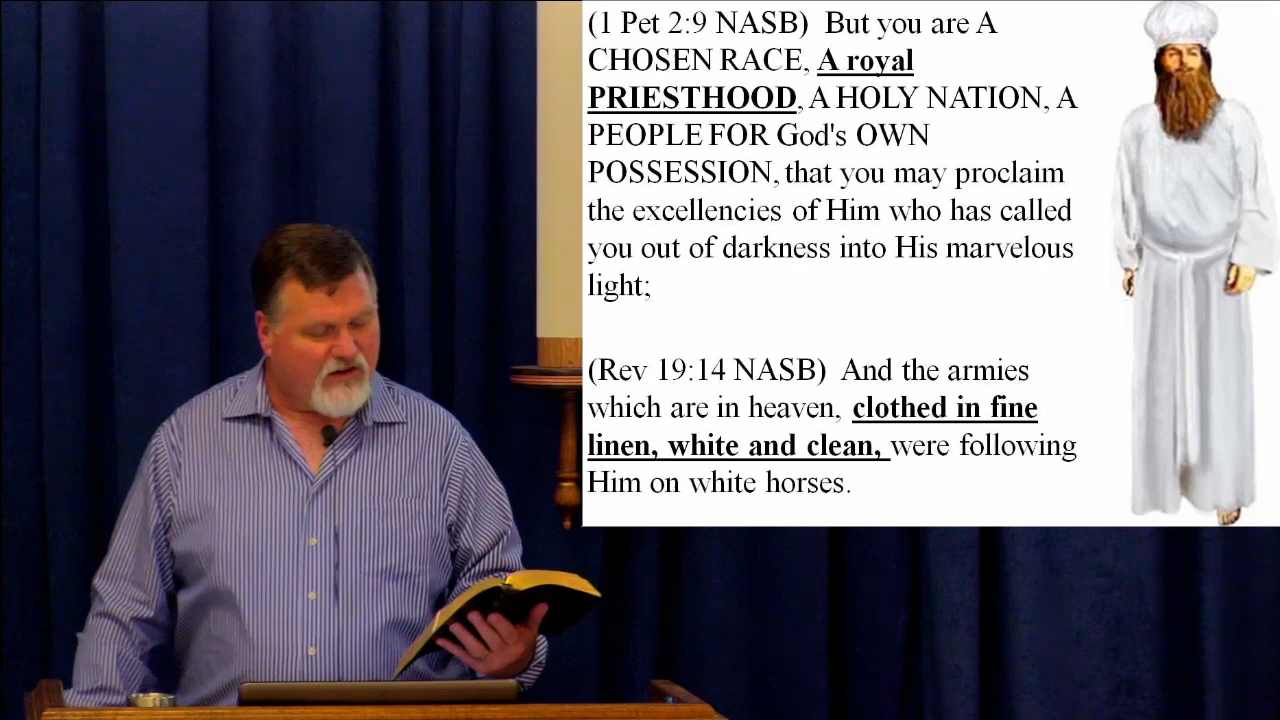 (1 Pet 2:9 NASB)  But you are A
CHOSEN RACE, A royal
PRIESTHOOD, A HOLY NATION, A
PEOPLE FOR God's OWN
POSSESSION, that you may proclaim
the excellencies of Him who has called
you out of darkness into His marvelous
light;
(Rev 19:14 NASB)  And the armies
which are in heaven, clothed in fine
linen, white and clean, were following
Him on white horses.